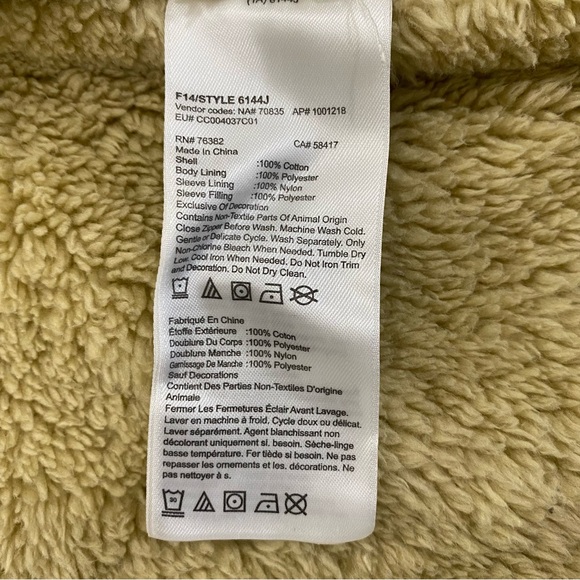 F14/STYLE 6144J
Vendor codes: NA# 70835 AP# 1001218
EU# CC004037C01
RN# 76382 CA# 58417
Made In China
Shell :100% Cotton
Body Lining :100% Polyester
Sleeve Lining :100% Nylon
Sleeve Filling :100% Polyester
Exclusive Of Decoration
Contains Non-Textile Parts Of Animal Origin
Close Zipper Before Wash. Machine Wash Cold.
Gentle or Delicate Cycle. Wash Separately. Only
Non-Chlorine Bleach When Needed. Tumble Dry
Low. Cool Iron When Needed. Do Not Iron Trim
and Decoration. Do Not Dry Clean.
Fabriqué En Chine
Étoffe Extérieure :100% Coton
Doublure Du Corps :100% Polyester
Doublure Manche :100% Nylon
Garnissage De Manche :100% Polyester
Sauf Decorations
Contient Des Parties Non-Textiles D'origine
Animale
Fermer Les Fermetures Éclair Avant Lavage.
Laver en machine à froid. Cycle doux ou délicat.
Laver séparément. Agent blanchissant non
décolorant uniquement si. besoin. Sèche-linge
basse température. Fer tiède si besoin. Ne pas
repasser les ornements et les. décorations. Ne
pas nettoyer à s.
30